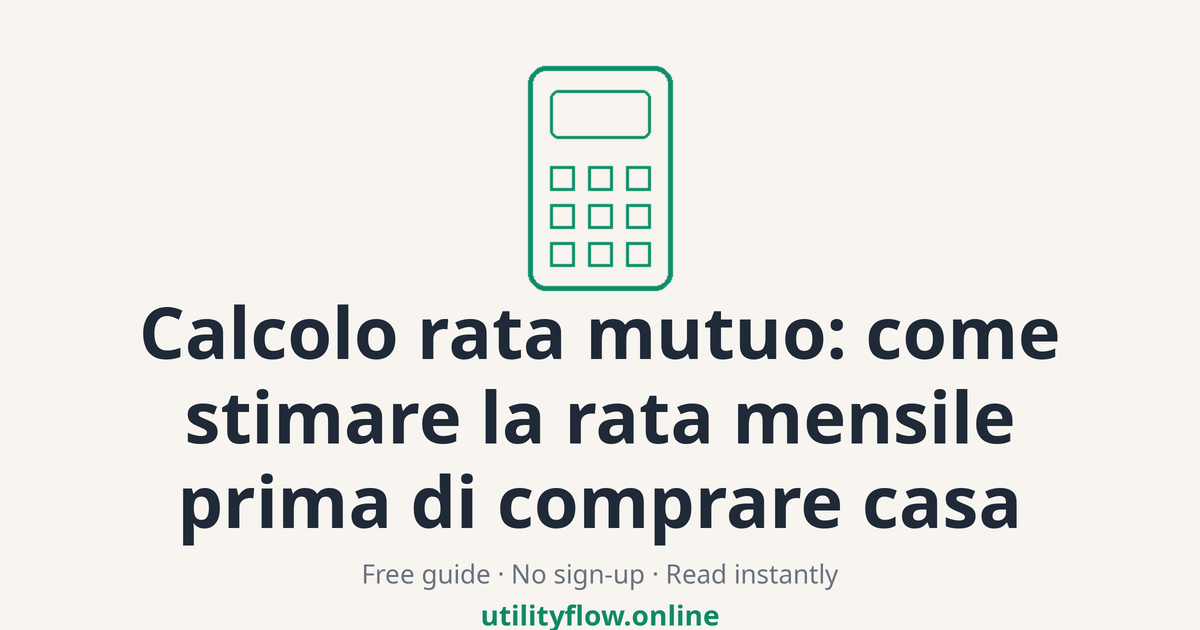 Calcolo rata mutuo: come
stimare la rata mensile
prima di comprare casa
Free guide · No sign-up · Read instantly
utilityflow.online